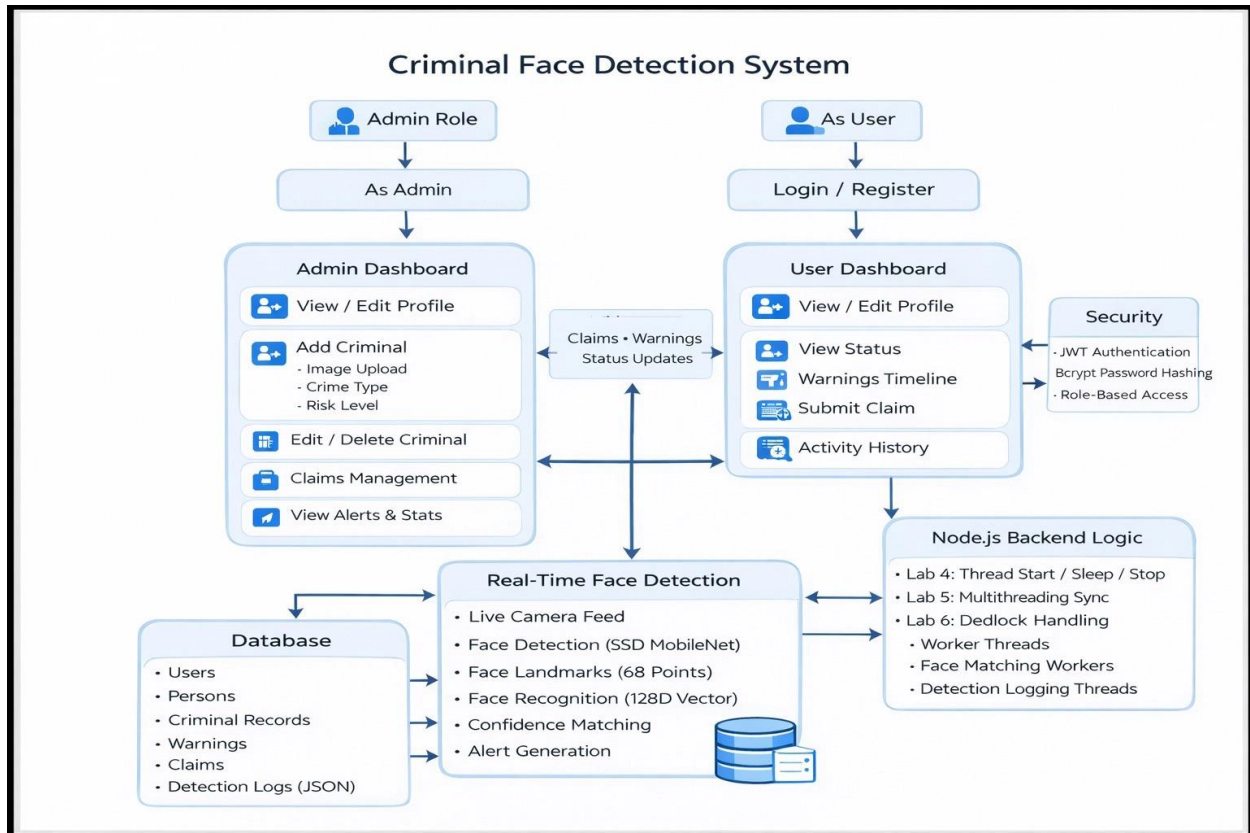 Criminal Face Detection System
Admin Role
As User
As Admin
Login / Register
Admin Dashboard
View / Edit Profile
Add Criminal
- Image Upload
- Crime Type
- Risk Level
Edit / Delete Criminal
Claims Management
View Alerts & Stats
Claims • Warnings
Status Updates
User Dashboard
View / Edit Profile
View Status
Warnings Timeline
Submit Claim
Activity History
Security
· JWT Authentication
Bcrypt Password Hashing
· Role-Based Access
Node.js Backend Logic
• Lab 4: Thread Start / Sleep / Stop
• Lab 5: Multithreading Sync
• Lab 6: Dedlock Handling
• Worker Threads
• Face Matching Workers
• Detection Logging Threads
Real-Time Face Detection
• Live Camera Feed
• Face Detection (SSD MobileNet)
• Face Landmarks (68 Points)
• Face Recognition (128D Vector)
• Confidence Matching
• Alert Generation
Database
• Users
• Persons
• Criminal Records
• Warnings
• Claims
• Detection Logs (JSON)